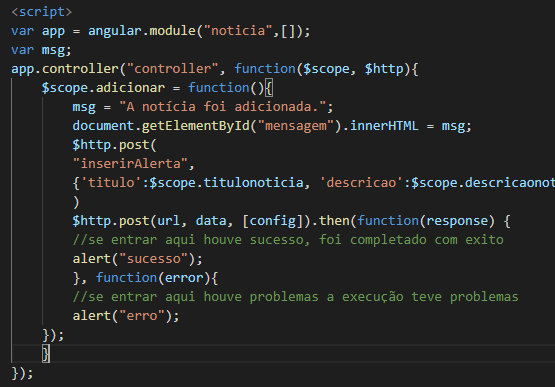 <script>
var app = angular.module("noticia",[]);
var msg;
app.controller("controller", function($scope, $http){
$scope.adicionar = function(){
msg = "A notícia foi adicionada.";
document.getElementById("mensagem").innerHTML = msg;
$http.post(
"inserirAlerta",
{'titulo':$scope.titulonoticia, 'descricao':$scope.descricaonot
)
$http.post(url, data, [config]).then(function(response) {
//se entrar aqui houve sucesso, foi completado com exito
alert("sucesso");
}, function(error){
//se entrar aqui houve problemas a execução teve problemas
alert("erro");
});
}
});